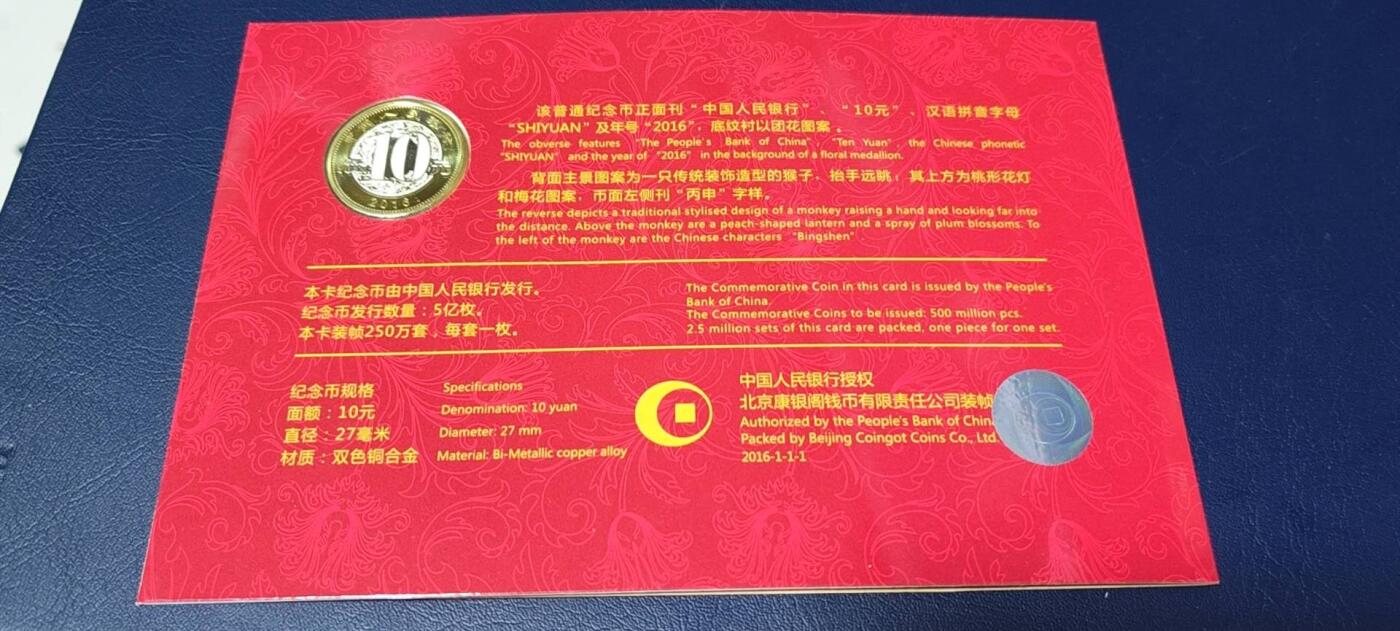 10
2016
该普通纪念币正面刊“中国人民银行”、“10元”、汉语拼音字母
“SHIYUAN”及年号“2016”，底纹衬以团花图案。
The obverse features "The People's Bank of China", "Ten Yuan", the Chinese phonetic
"SHIYUAN" and the year of "2016" in the background of a floral medallion.
背面主景图案为一只传统装饰造型的猴子，抬手远眺；其上方为桃形花灯
和梅花图案，币面左侧刊“丙申”字样。
The reverse depicts a traditional stylised design of a monkey raising a hand and looking far into
the distance. Above the monkey are a peach-shaped lantern and a spray of plum blossoms. To
the left of the monkey are the Chinese characters "Bingshen"
本卡纪念币由中国人民银行发行。
纪念币发行数量：5亿枚。
本卡装帧250万套，每套一枚。
The Commemorative Coin in this card is issued by the People's
Bank of China.
The Commemorative Coins to be issued: 500 million pcs.
2.5 million sets of this card are packed, one piece for one set.
纪念币规格
面额：10元
直径：27毫米
材质：双色铜合金
Specifications
Denomination: 10 yuan
Diameter: 27 mm
Material: Bi-Metallic copper alloy
中国人民银行授权
北京康银阁钱币有限责任公司装帧
Authorized by the People's Bank of China
Packed by Beijing Coingot Coins Co., Ltd.
2016-1-1-1